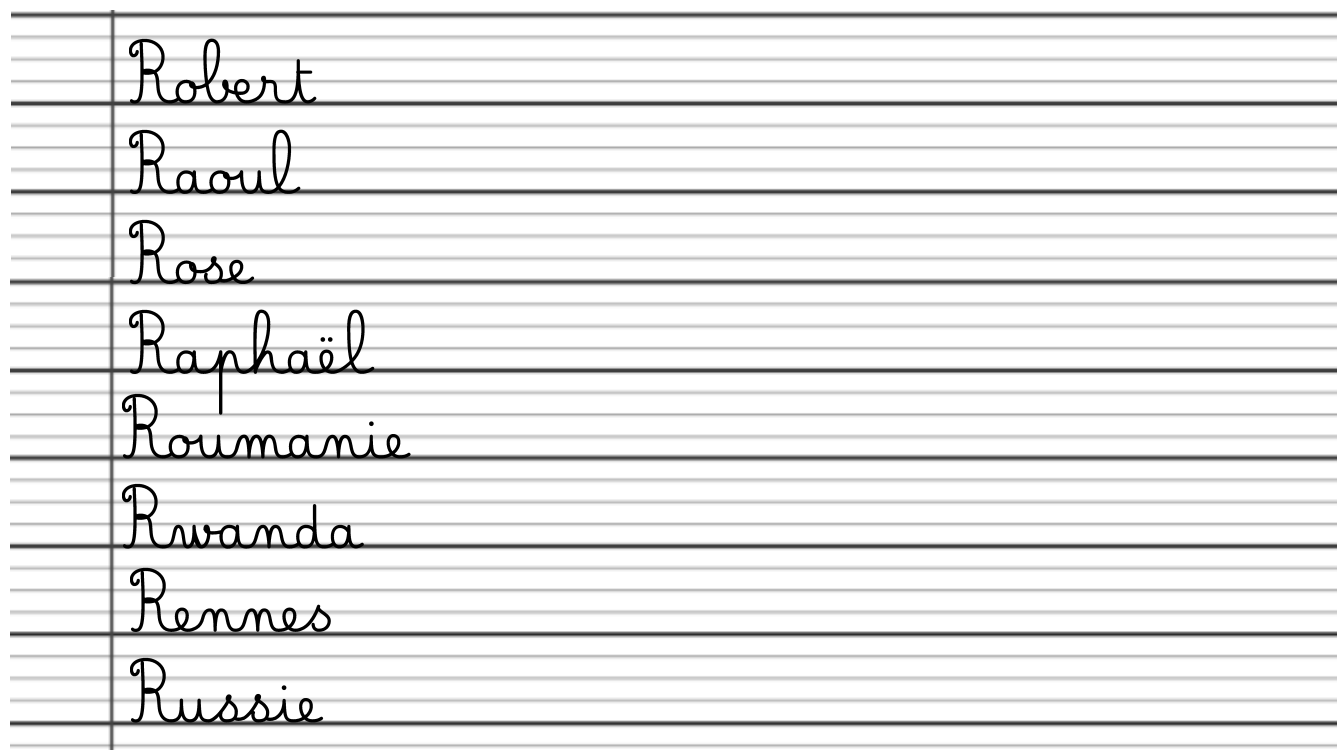 Robert
Raoul
Rose
Raphaël
Roumanie
Rwanda
Rennes
Russie